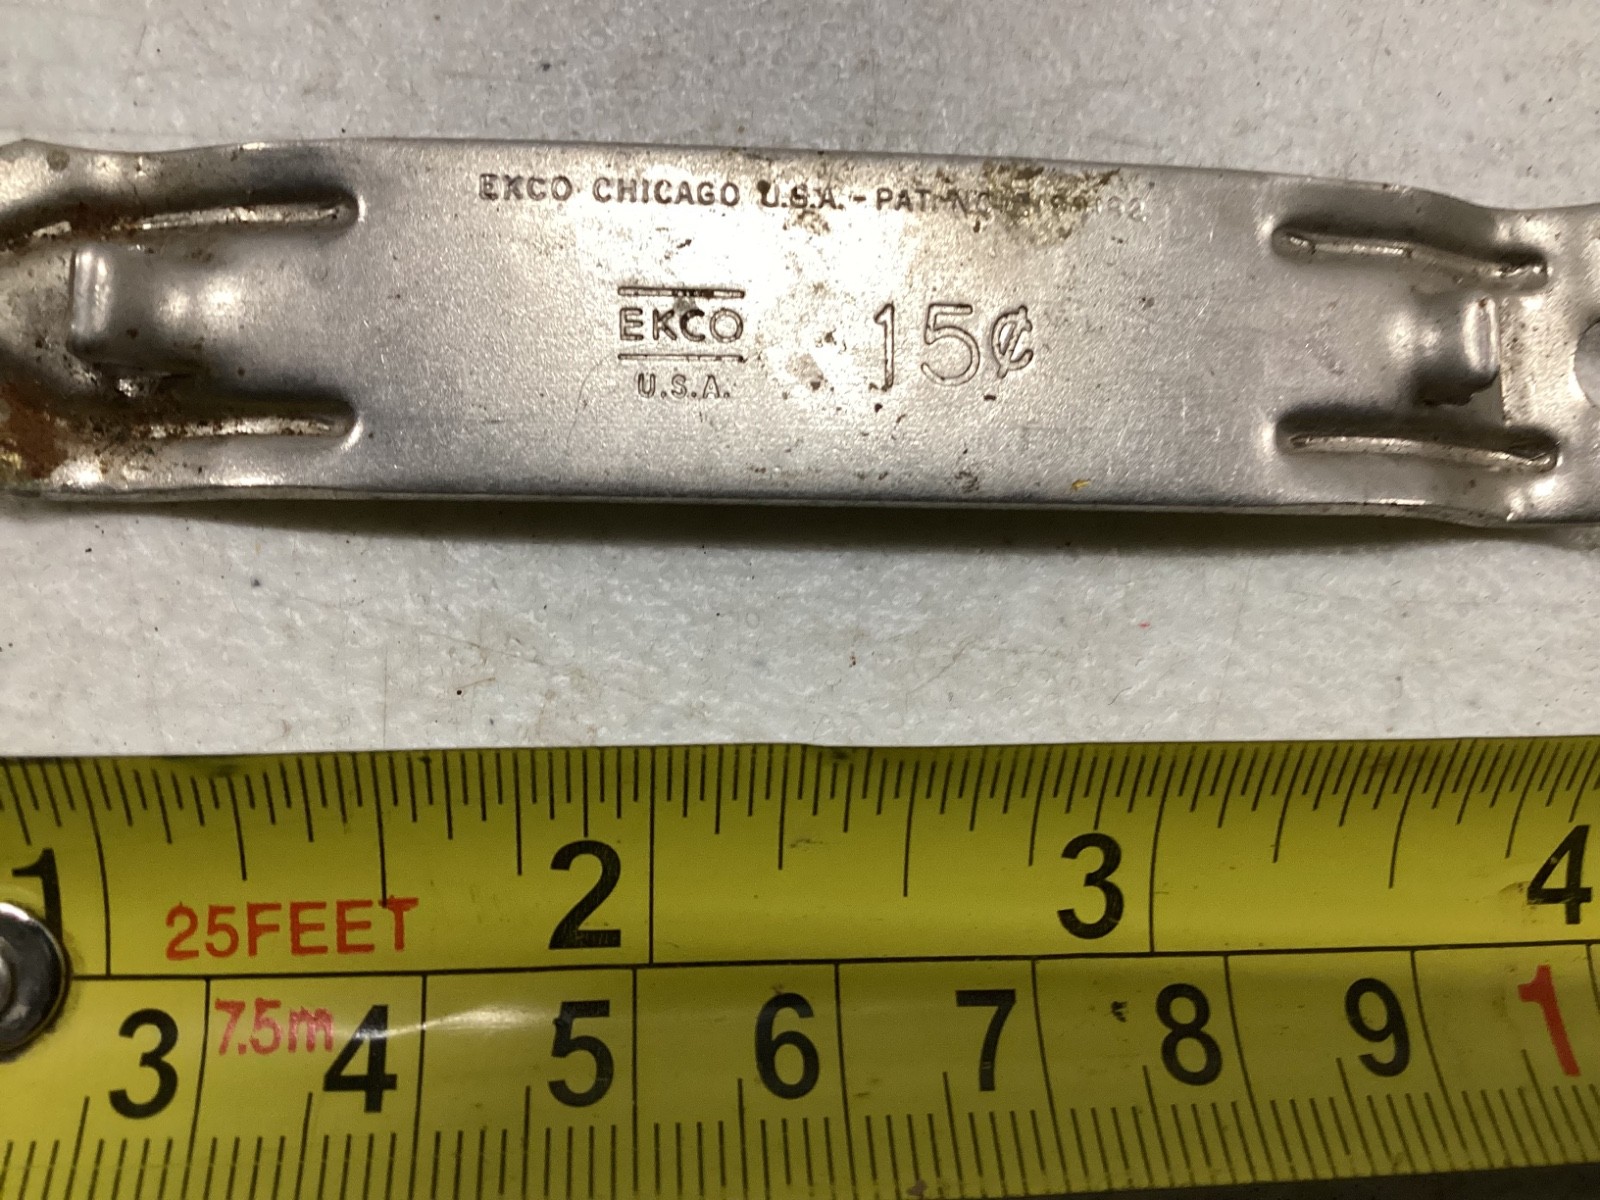 EKCO CHICAGO U.S.A. - PAT. NO.
EKCO 15¢
U.S.A.
1 2 3 4
25FEET
7.5m
3 4 5 6 7 8 9 1